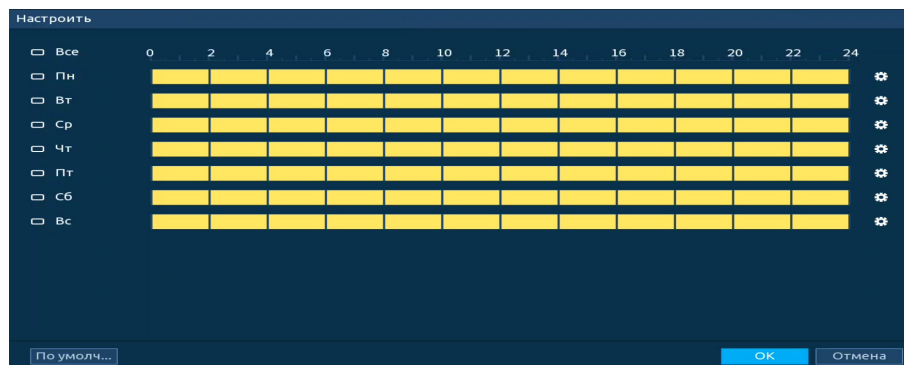 Настроить
Все 0 2 4 6 8 10 12 14 16 18 20 22 24
Пн
Вт
Ср
Чт
Пт
Сб
Вс
По умолч... ОК Отмена